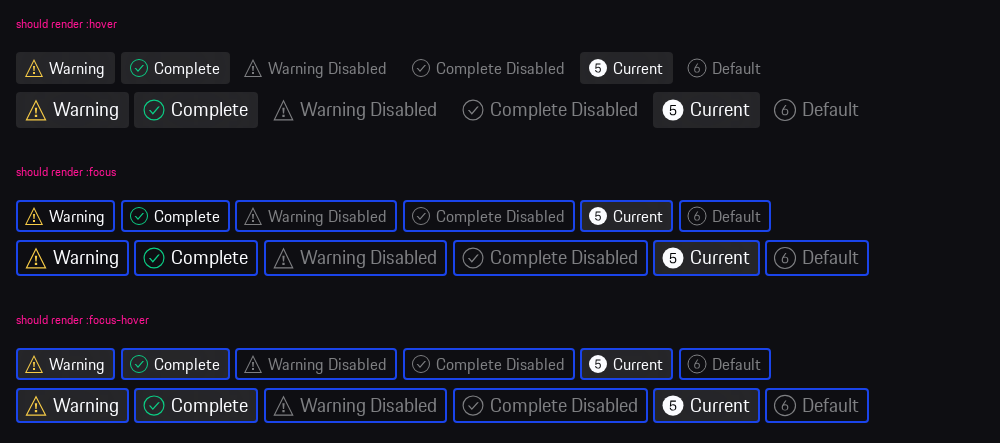 should render :hover
Warning Complete Warning Disabled Complete Disabled 5 Current 6 Default
Warning Complete Warning Disabled Complete Disabled 5 Current 6 Default
should render :focus
Warning Complete Warning Disabled Complete Disabled 5 Current 6 Default
Warning Complete Warning Disabled Complete Disabled 5 Current 6 Default
should render :focus-hover
Warning Complete Warning Disabled Complete Disabled 5 Current 6 Default
Warning Complete Warning Disabled Complete Disabled 5 Current 6 Default